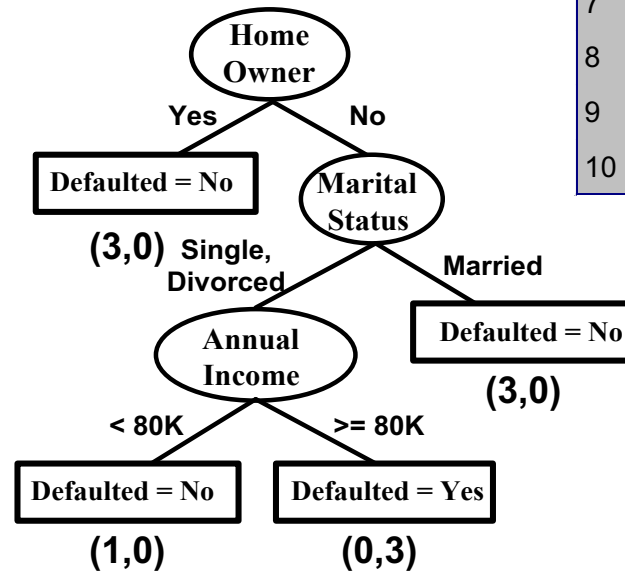 7
8
9
10
Home
Owner
Yes
No
Defaulted = No
(3,0)
Marital
Status
Single,
Divorced
Married
Annual
Income
Defaulted = No
(3,0)
< 80K
>= 80K
Defaulted = No
Defaulted = Yes
(1,0)
(0,3)